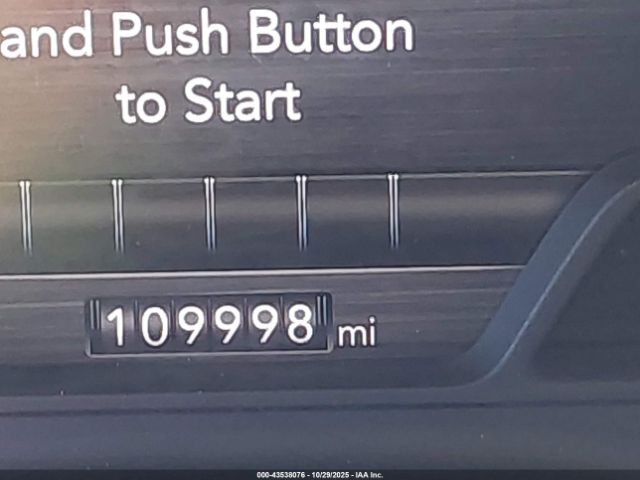 and Push Button
to Start
109998 mi
000-43538076 - 10/29/2025 - IAA Inc.